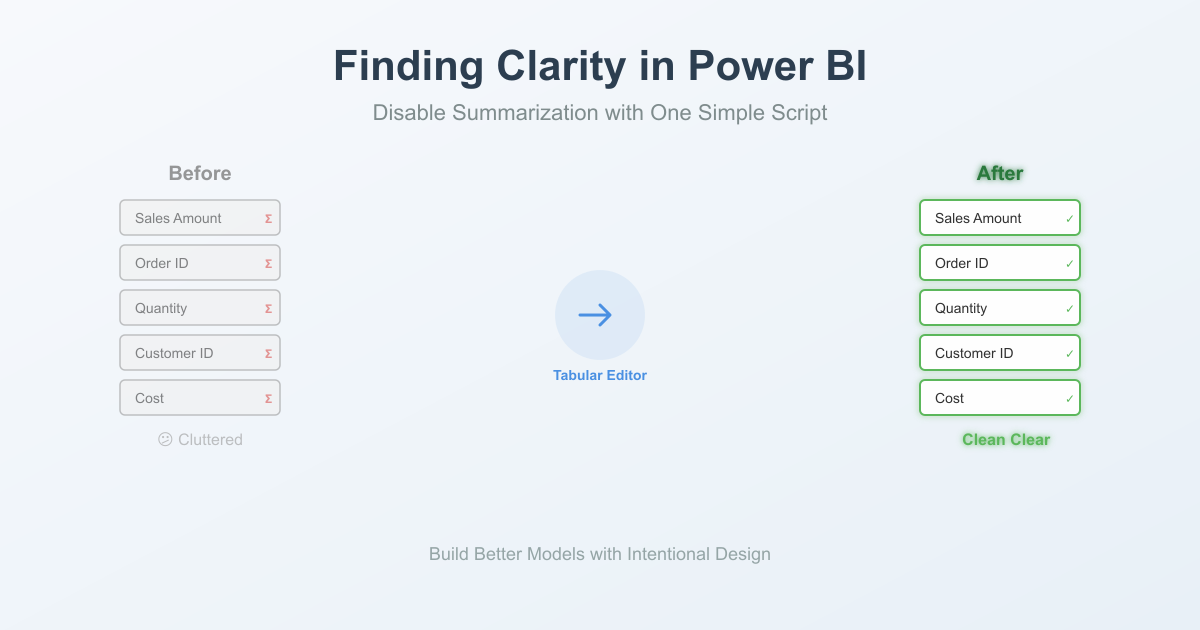 Finding Clarity in Power BI
Disable Summarization with One Simple Script
Before
Sales Amount Σ
Order ID Σ
Quantity Σ
Customer ID Σ
Cost Σ
😕 Cluttered
Tabular Editor
After
Sales Amount ✓
Order ID ✓
Quantity ✓
Customer ID ✓
Cost ✓
Clean Clear
Build Better Models with Intentional Design